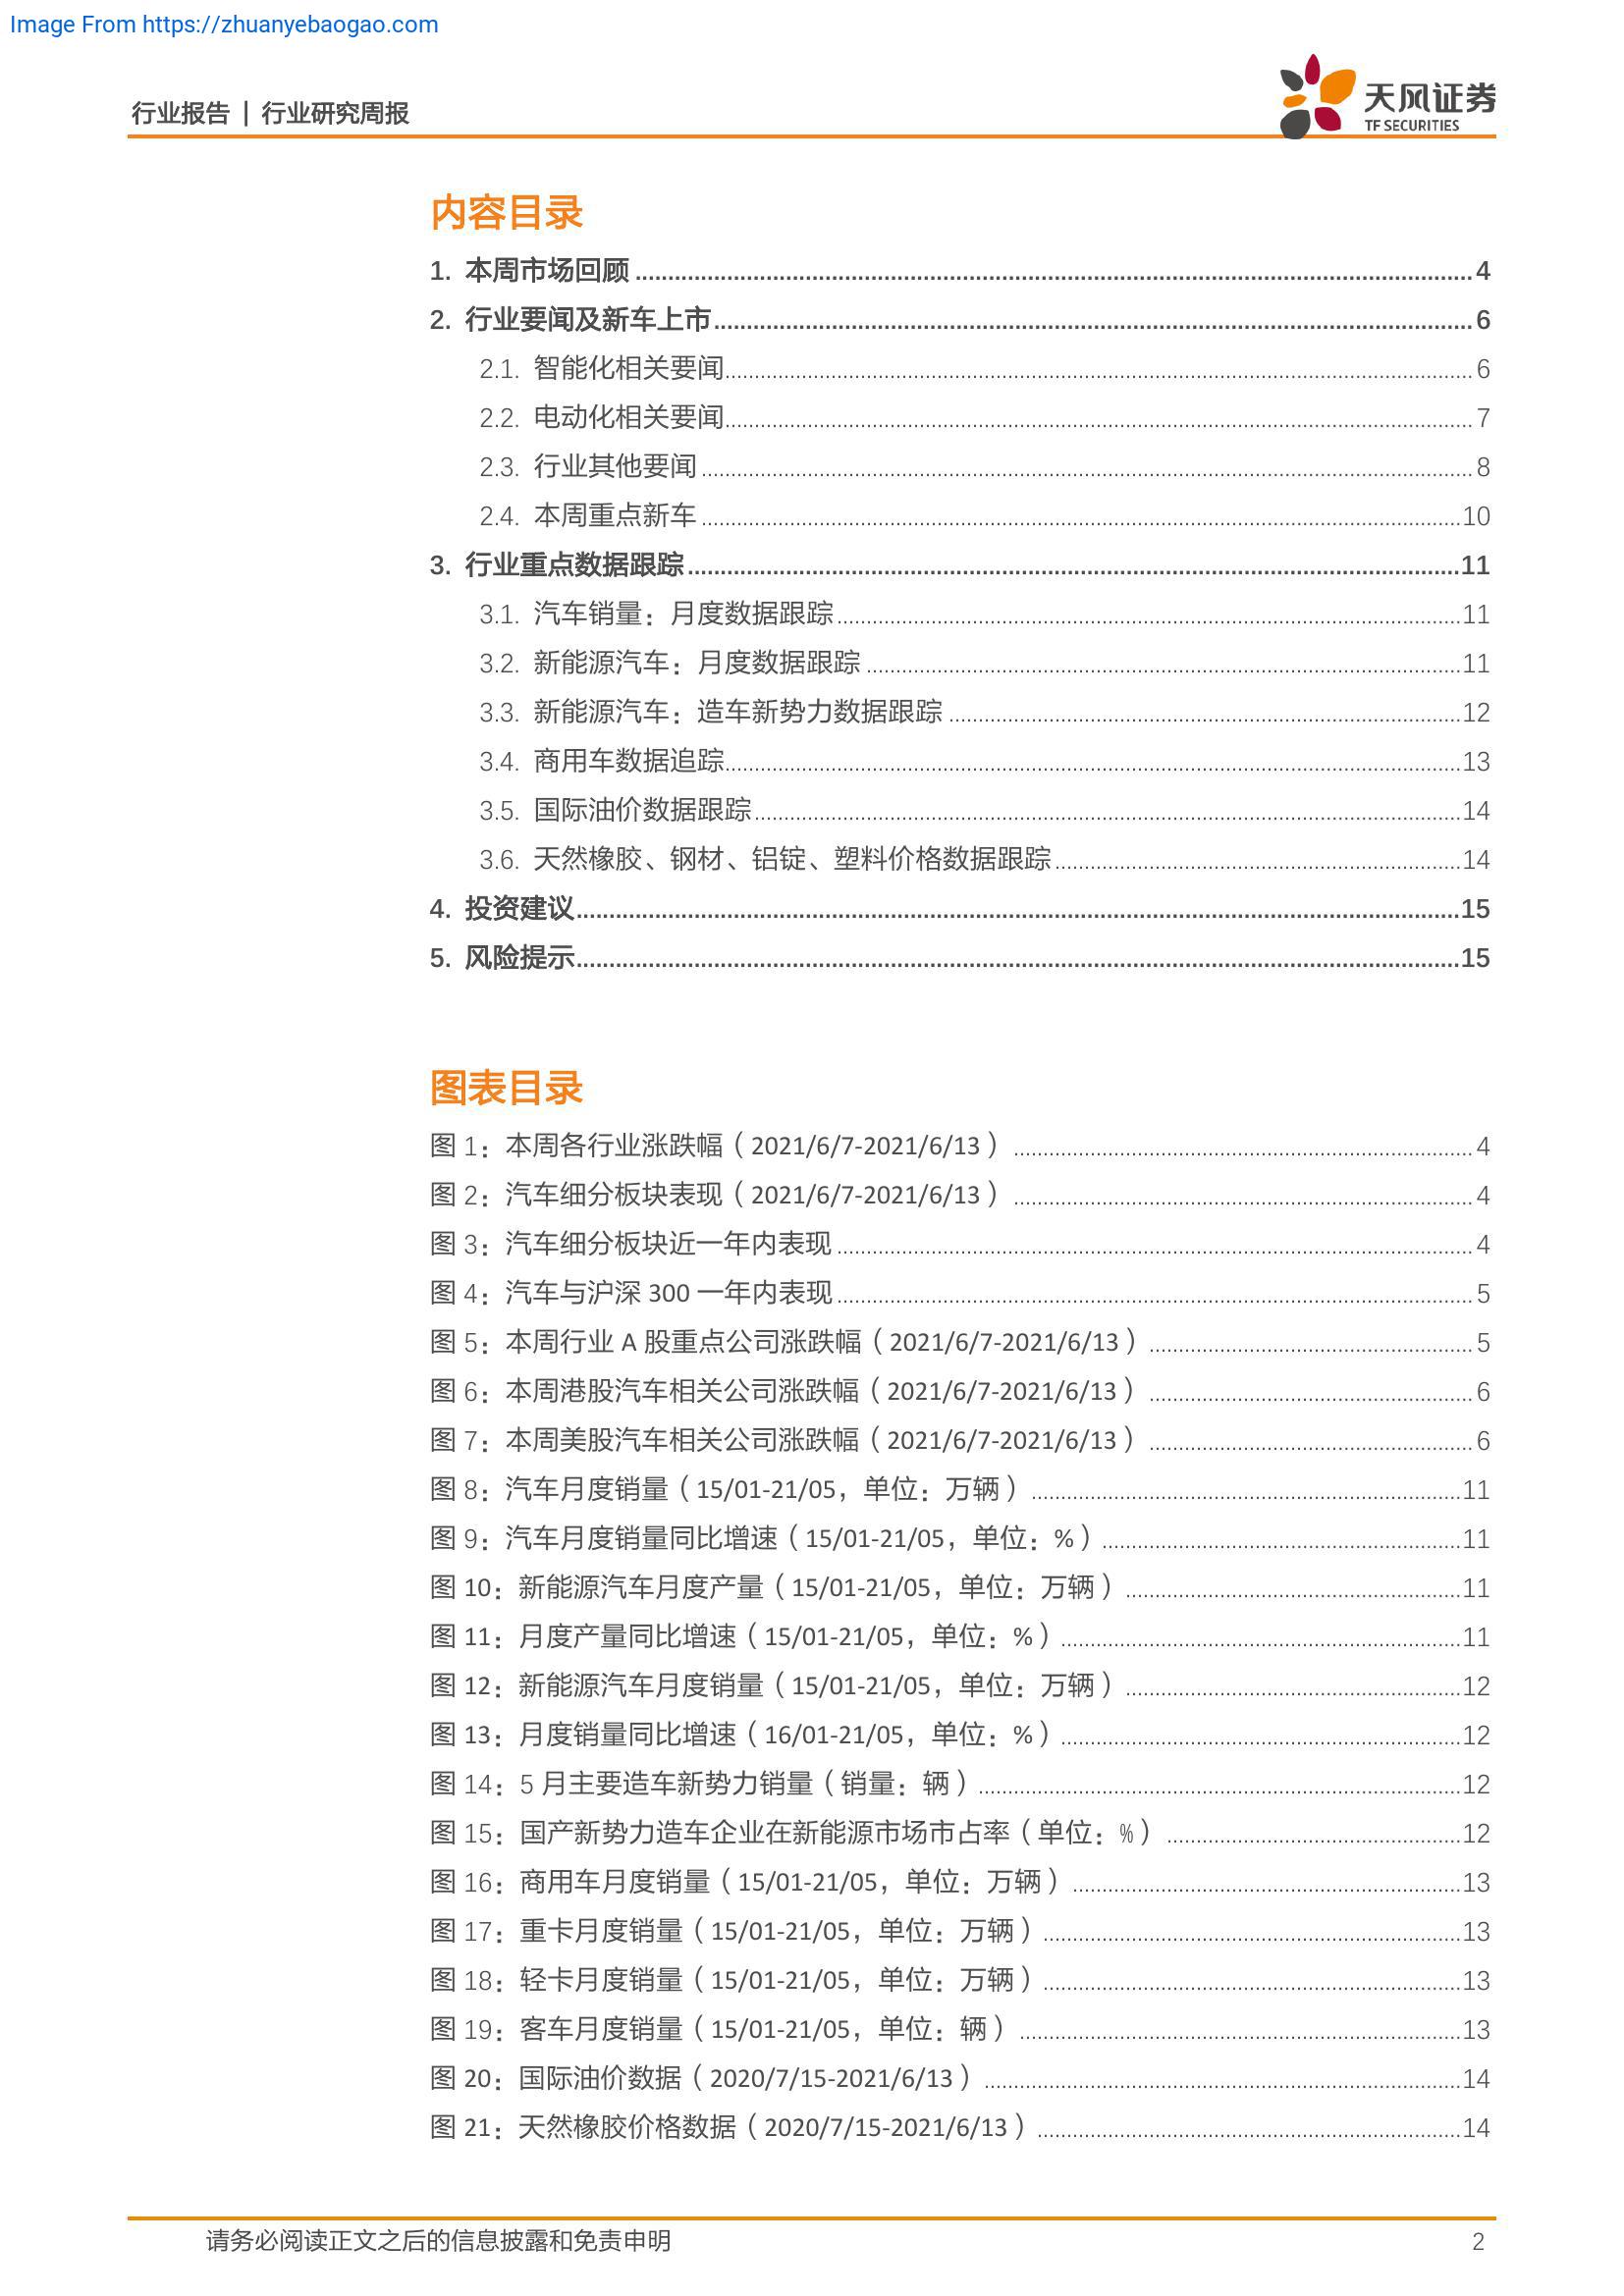 Image From https://zhuanyebaogao.com
行业报告 | 行业研究周报
天风证券
TF SECURITIES
内容目录
1. 本周市场回顾 4
2. 行业要闻及新车上市 6
2.1. 智能化相关要闻 6
2.2. 电动化相关要闻 7
2.3. 行业其他要闻 8
2.4. 本周重点新车 10
3. 行业重点数据跟踪 11
3.1. 汽车销量：月度数据跟踪 11
3.2. 新能源汽车：月度数据跟踪 11
3.3. 新能源汽车：造车新势力数据跟踪 12
3.4. 商用车数据追踪 13
3.5. 国际油价数据跟踪 14
3.6. 天然橡胶、钢材、铝锭、塑料价格数据跟踪 14
4. 投资建议 15
5. 风险提示 15
图表目录
图 1：本周各行业涨跌幅（2021/6/7-2021/6/13） 4
图 2：汽车细分板块表现（2021/6/7-2021/6/13） 4
图 3：汽车细分板块近一年内表现 4
图 4：汽车与沪深 300 一年内表现 5
图 5：本周行业 A 股重点公司涨跌幅（2021/6/7-2021/6/13） 5
图 6：本周港股汽车相关公司涨跌幅（2021/6/7-2021/6/13） 6
图 7：本周美股汽车相关公司涨跌幅（2021/6/7-2021/6/13） 6
图 8：汽车月度销量（15/01-21/05，单位：万辆） 11
图 9：汽车月度销量同比增速（15/01-21/05，单位：%） 11
图 10：新能源汽车月度产量（15/01-21/05，单位：万辆） 11
图 11：月度产量同比增速（15/01-21/05，单位：%） 11
图 12：新能源汽车月度销量（15/01-21/05，单位：万辆） 12
图 13：月度销量同比增速（16/01-21/05，单位：%） 12
图 14：5 月主要造车新势力销量（销量：辆） 12
图 15：国产新势力造车企业在新能源市场市占率（单位：%） 12
图 16：商用车月度销量（15/01-21/05，单位：万辆） 13
图 17：重卡月度销量（15/01-21/05，单位：万辆） 13
图 18：轻卡月度销量（15/01-21/05，单位：万辆） 13
图 19：客车月度销量（15/01-21/05，单位：辆） 13
图 20：国际油价数据（2020/7/15-2021/6/13） 14
图 21：天然橡胶价格数据（2020/7/15-2021/6/13） 14
请务必阅读正文之后的信息披露和免责申明 2